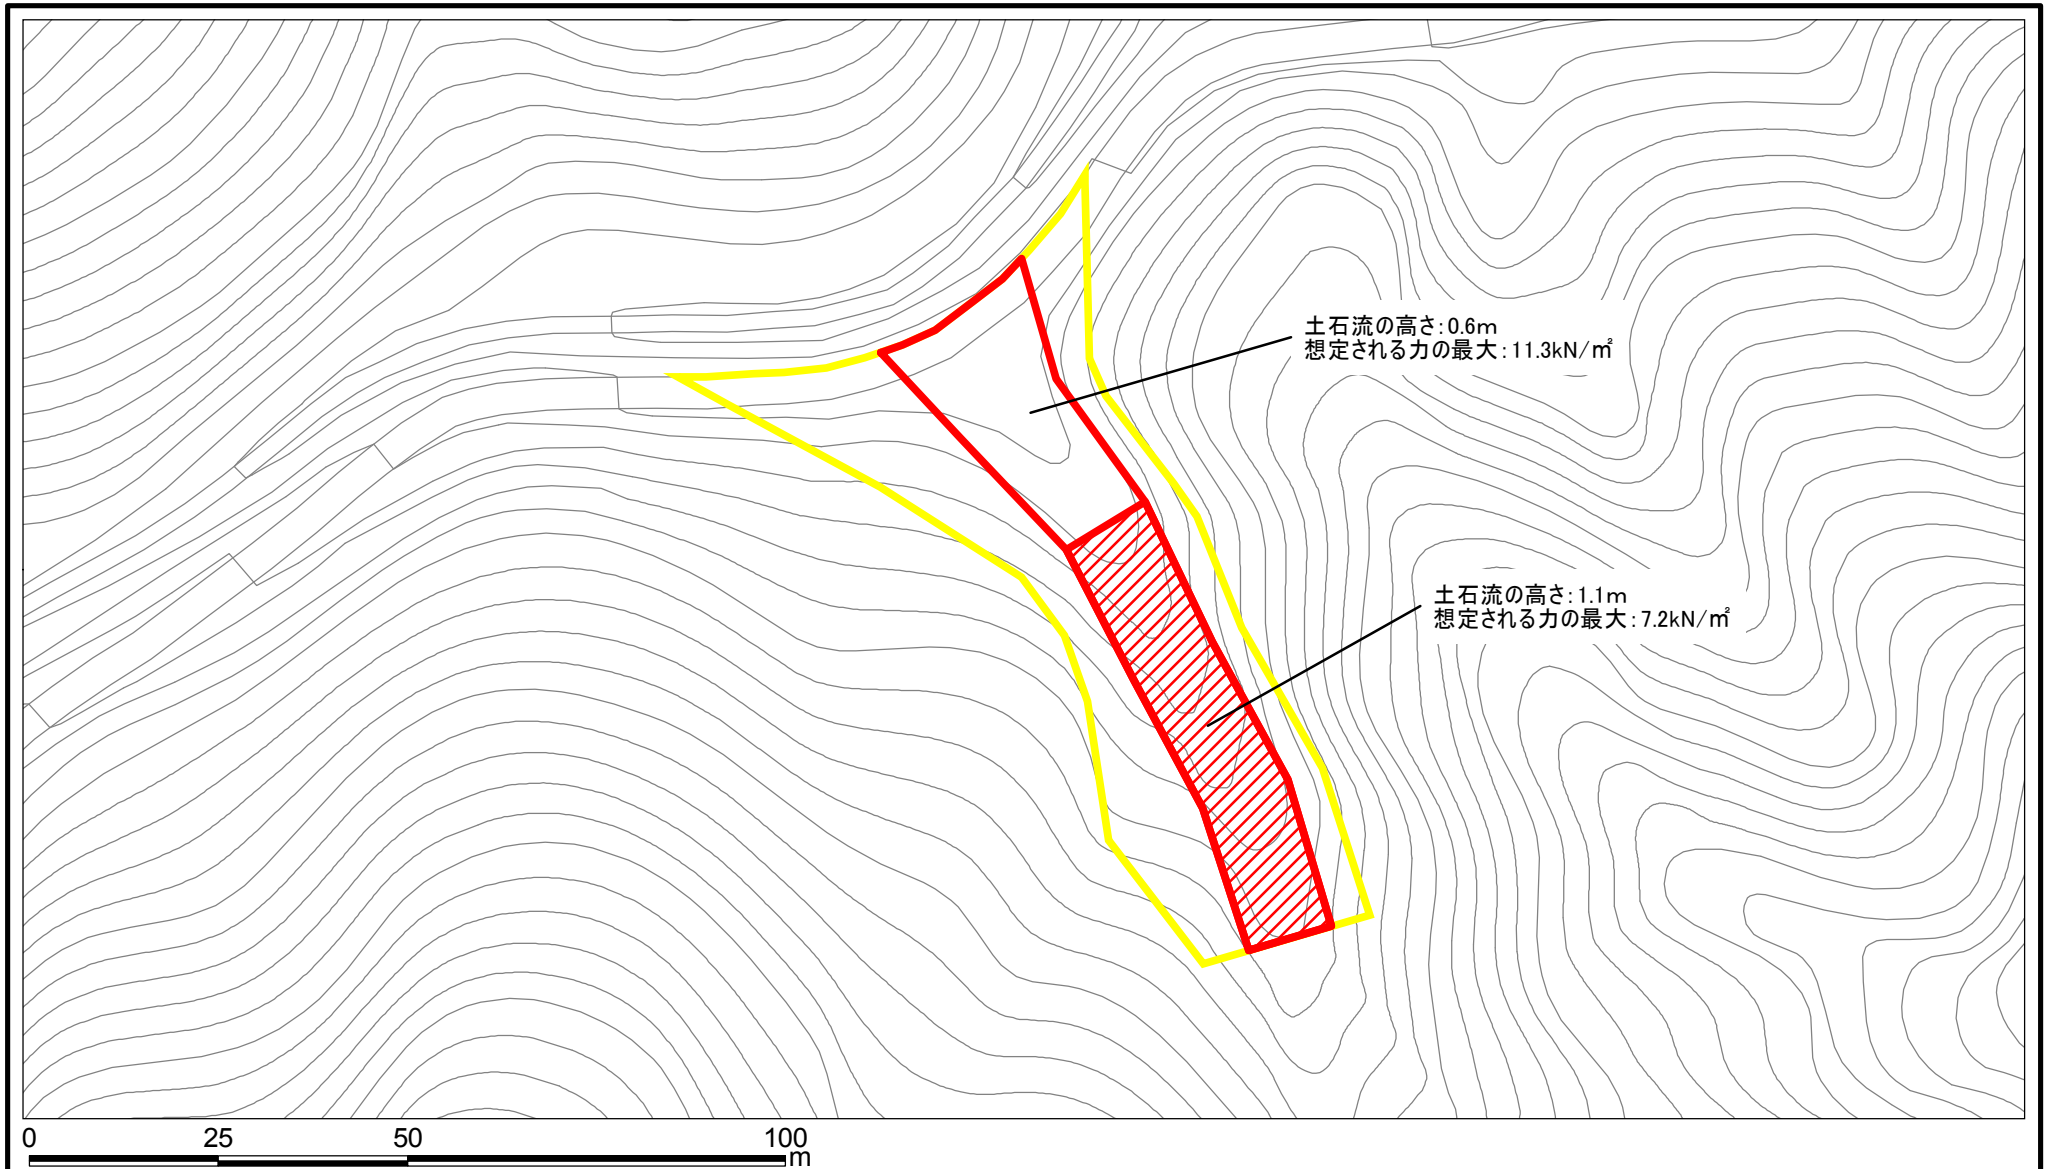 土石流の高さ:0.6m
想定される力の最大:11.3kN/㎡
土石流の高さ:1.1m
想定される力の最大:7.2kN/㎡
0 25 50 100
m